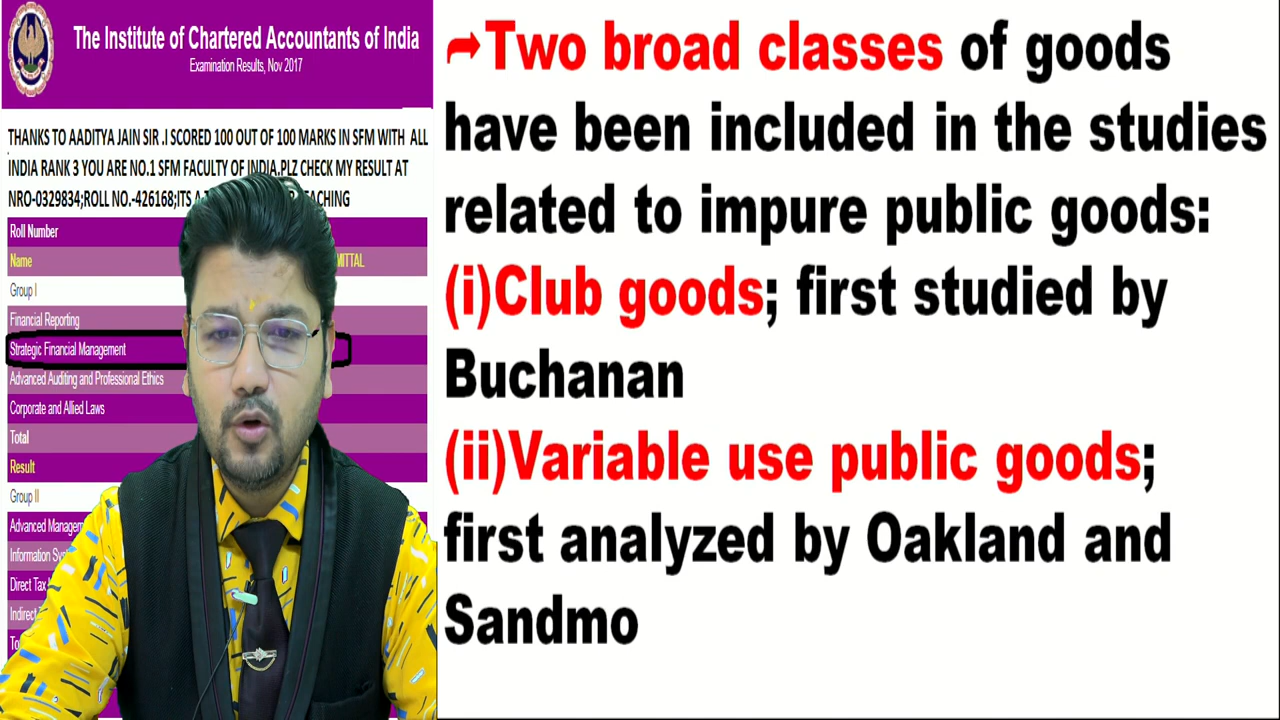 The Institute of Chartered Accountants of India
Examination Results, Nov 2017
THANKS TO AADITYA JAIN SIR .I SCORED 100 OUT OF 100 MARKS IN SFM WITH ALL
INDIA RANK 3 YOU ARE NO.1 SFM FACULTY OF INDIA.PLZ CHECK MY RESULT AT
NRO-0329834;ROLL NO.-426168;ITS A
Roll Number
Name MITTAL
Group I
Financial Reporting
Strategic Financial Management
Advanced Auditing and Professional Ethics
Corporate and Allied Laws
Total
Result
Group II
Advanced
Information
Direct Tax
➦Two broad classes of goods
have been included in the studies
related to impure public goods:
(i)Club goods; first studied by
Buchanan
(ii)Variable use public goods;
first analyzed by Oakland and
Sandmo